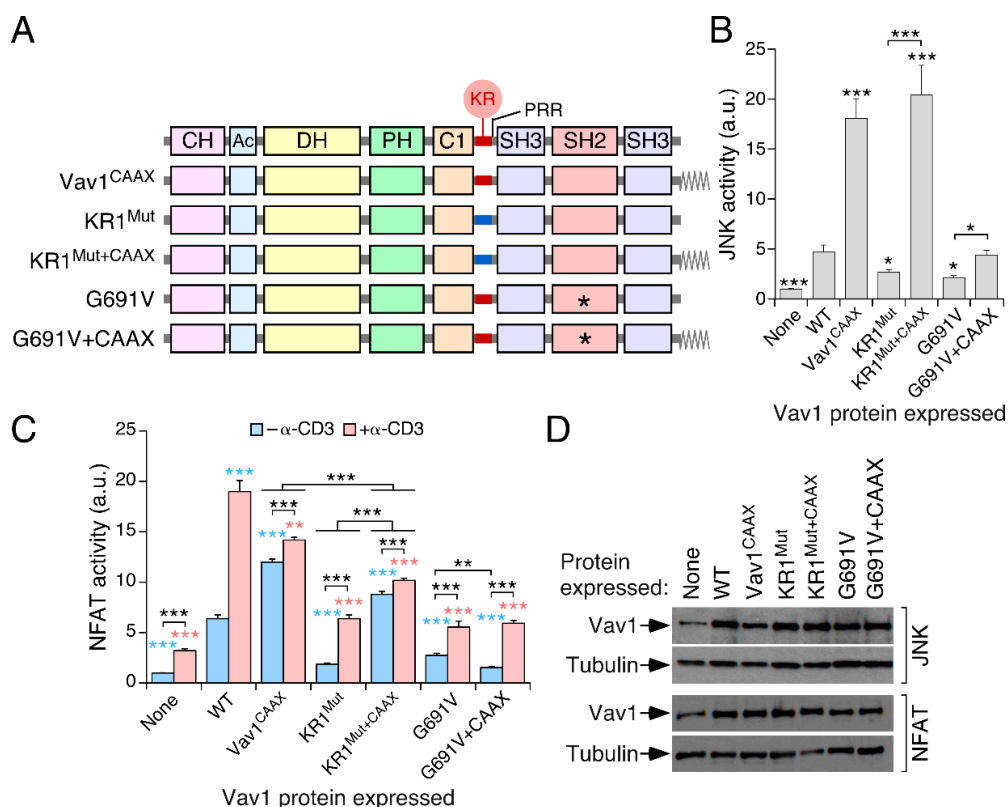 A
KR
PRR
CH Ac DH PH C1 SH3 SH2 SH3
Vav1CAAX
KR1Mut
KR1Mut+CAAX
G691V
*
G691V+CAAX
*
B
JNK activity (a.u.)
25
20
15
10
5
0
***
***
***
***
*
*
*
None
WT
Vav1CAAX
KR1Mut
KR1Mut+CAAX
G691V
G691V+CAAX
Vav1 protein expressed
C
−α-CD3 +α-CD3
NFAT activity (a.u.)
25
20
15
10
5
0
***
***
***
***
***
***
**
***
***
***
***
***
***
***
***
***
***
**
***
***
***
None
WT
Vav1CAAX
KR1Mut
KR1Mut+CAAX
G691V
G691V+CAAX
Vav1 protein expressed
D
Protein
expressed:
None
WT
Vav1CAAX
KR1Mut
KR1Mut+CAAX
G691V
G691V+CAAX
Vav1
Tubulin
JNK
Vav1
Tubulin
NFAT